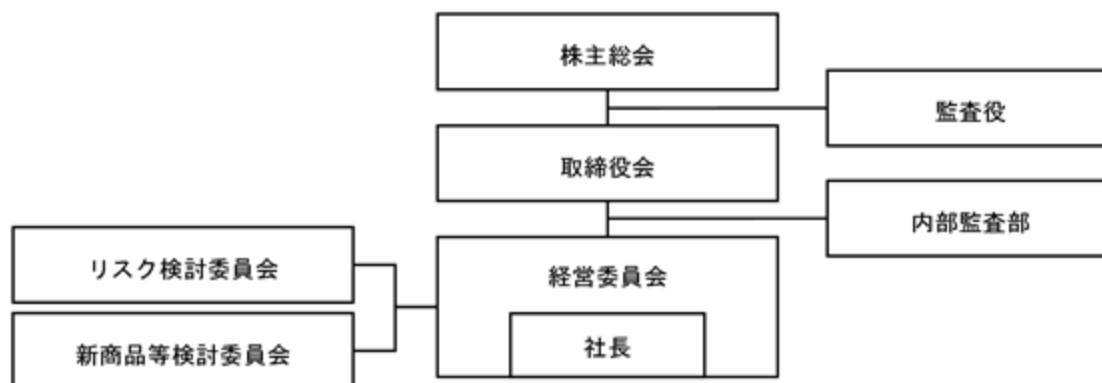 株主総会
監査役
取締役会
内部監査部
リスク検討委員会
経営委員会
新商品等検討委員会
社長